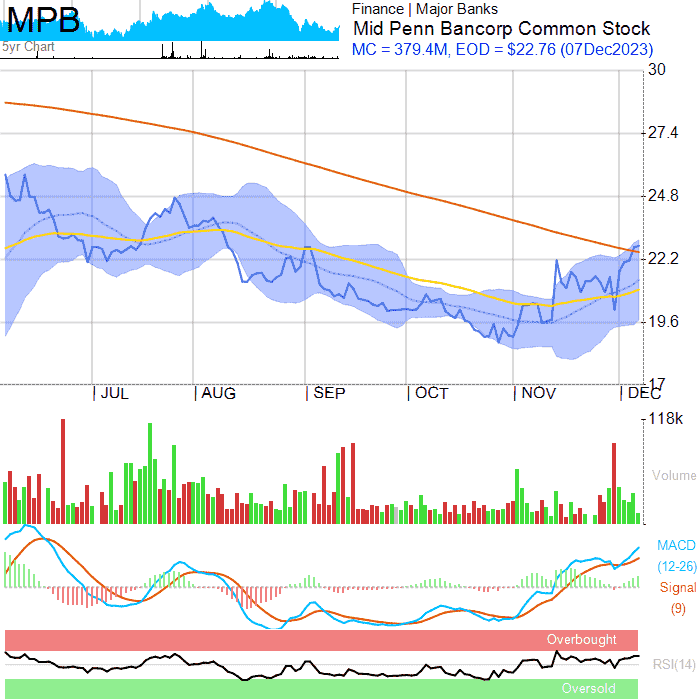 MPB
5yr Chart
Finance | Major Banks
Mid Penn Bancorp Common Stock
MC = 379.4M, EOD = $22.76 (07Dec2023)
30
27.4
24.8
22.2
19.6
17
JUL AUG SEP OCT NOV DEC
118k
Volume
MACD
(12-26)
Signal
(9)
Overbought
RSI(14)
Oversold